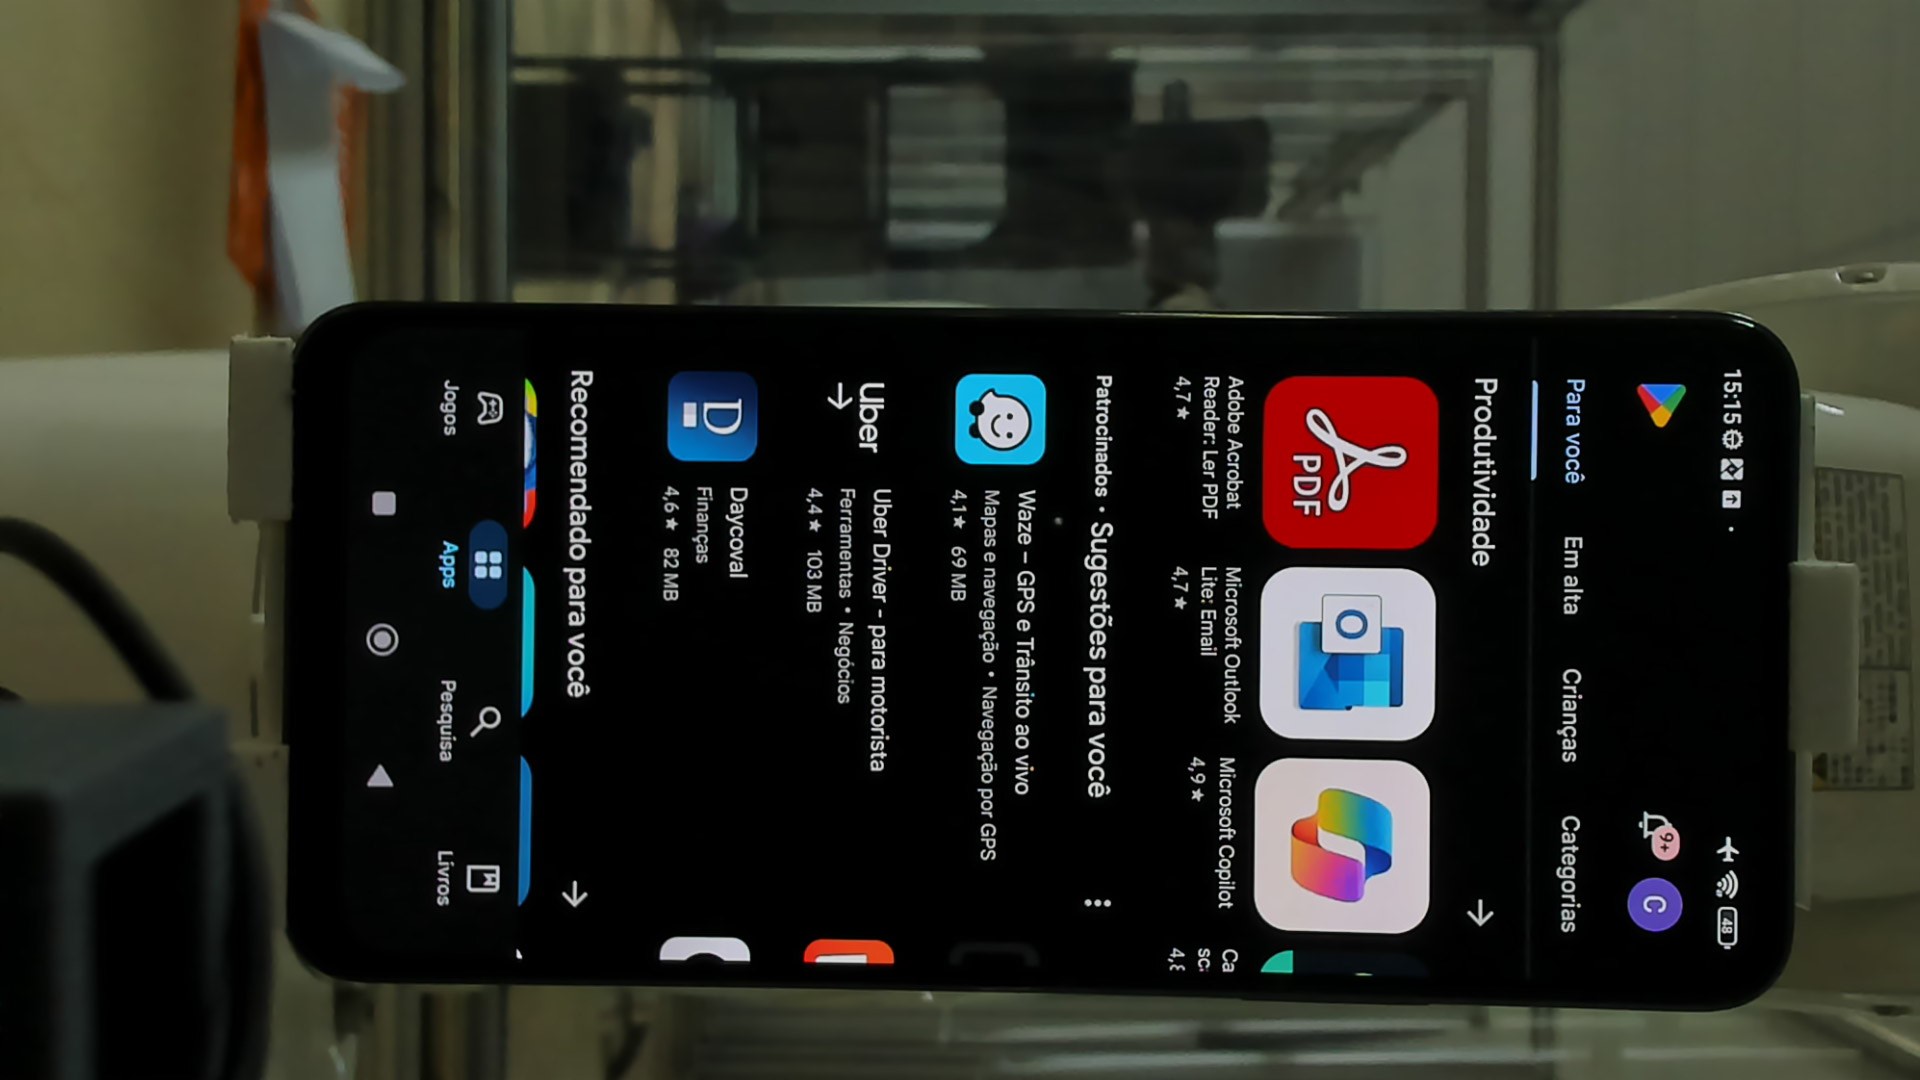 15:15
48
9+
C
Para você
Em alta
Crianças
Categorias
Produtividade
PDF
Adobe Acrobat
Reader: Ler PDF
4,7★
O
Microsoft Outlook
Lite: Email
4,7★
Microsoft Copilot
4,9★
Ca
sc
4,8
Patrocinados • Sugestões para você
Waze – GPS e Trânsito ao vivo
Mapas e navegação • Navegação por GPS
4,1★ 69 MB
Uber
Uber Driver - para motorista
Ferramentas • Negócios
4,4★ 103 MB
D
Daycoval
Finanças
4,6★ 82 MB
Recomendado para você
Jogos
Apps
Pesquisa
Livros